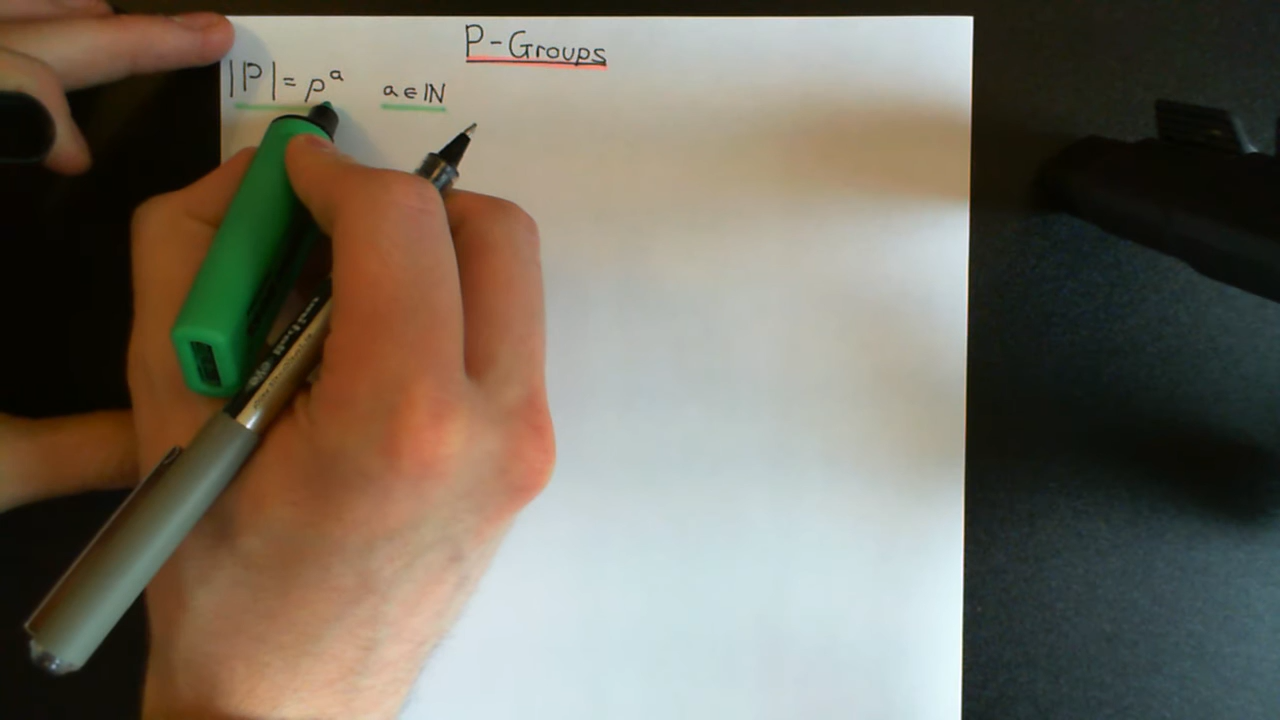 P-Groups
|P| = p^a a ∈ ℕ